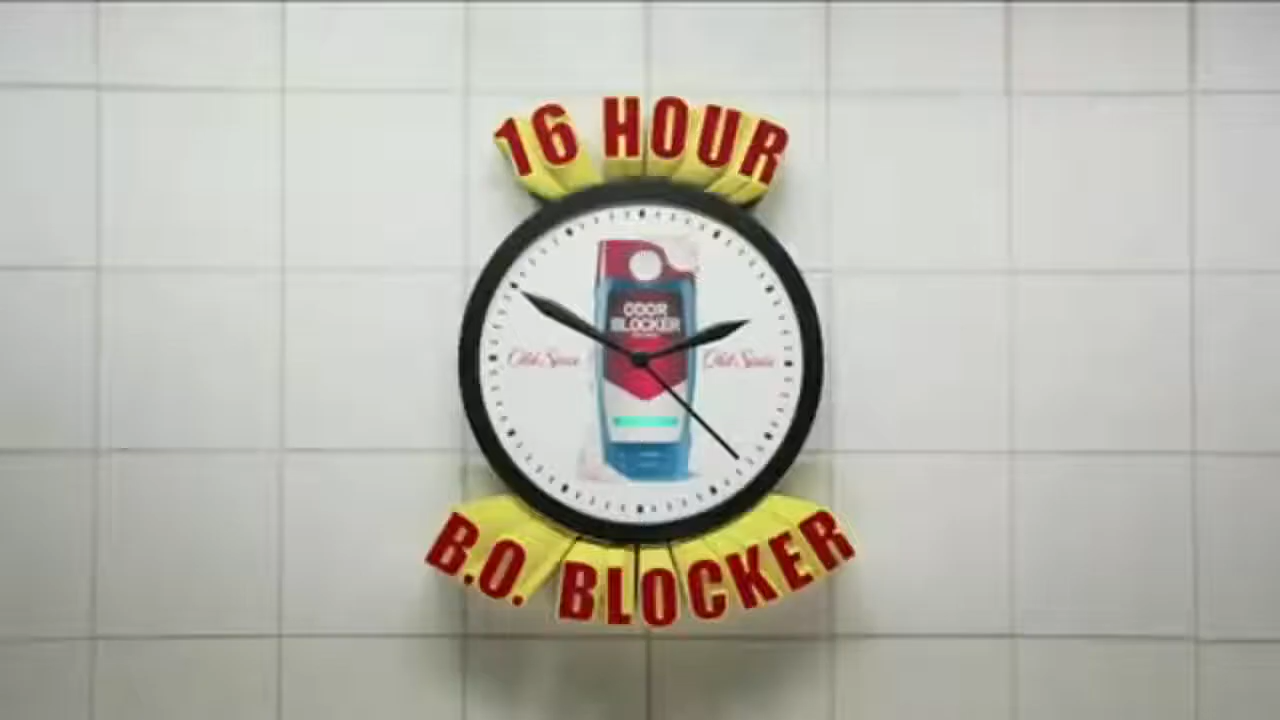 16 HOUR
ODOR
BLOCKER
Old Spice Old Spice
B.O. BLOCKER